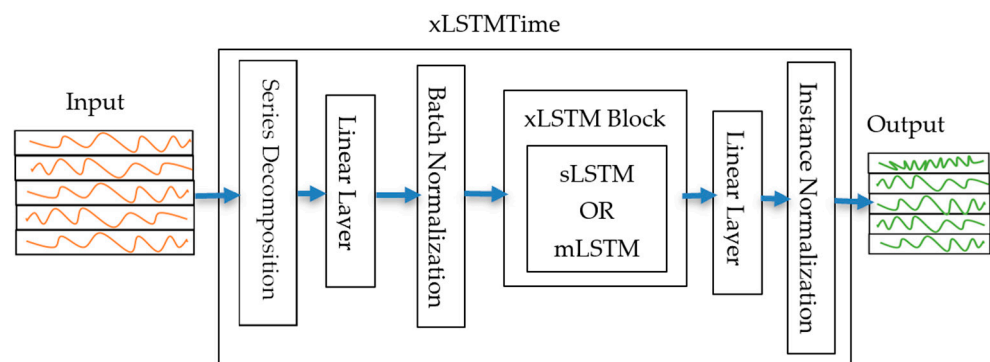 xLSTMTime
Input
Series Decomposition
Linear Layer
Batch Normalization
xLSTM Block
sLSTM
OR
mLSTM
Linear Layer
Instance Normalization
Output